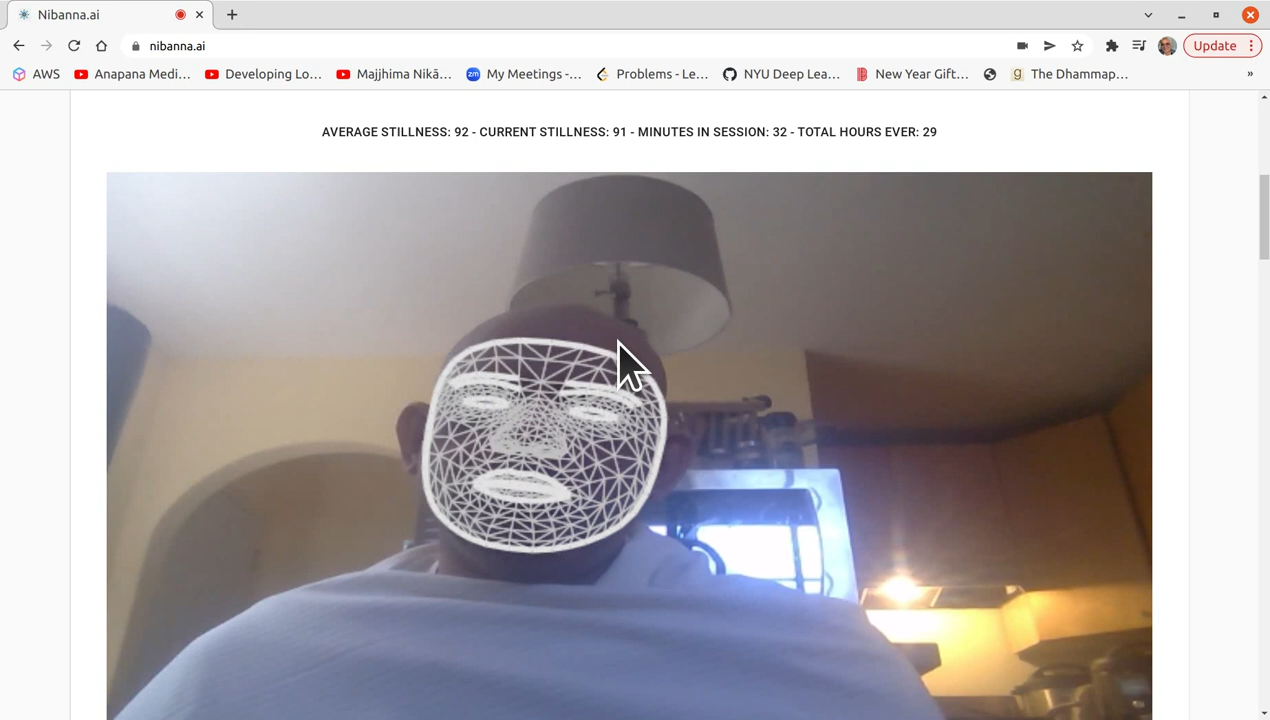 Nibanna.ai
nibanna.ai
Update
AWS
Anapana Medi...
Developing Lo...
Majjhima Nikā...
zm
My Meetings -...
Problems - Le...
NYU Deep Lea...
New Year Gift...
g
The Dhammap...
»
AVERAGE STILLNESS: 92 - CURRENT STILLNESS: 91 - MINUTES IN SESSION: 32 - TOTAL HOURS EVER: 29